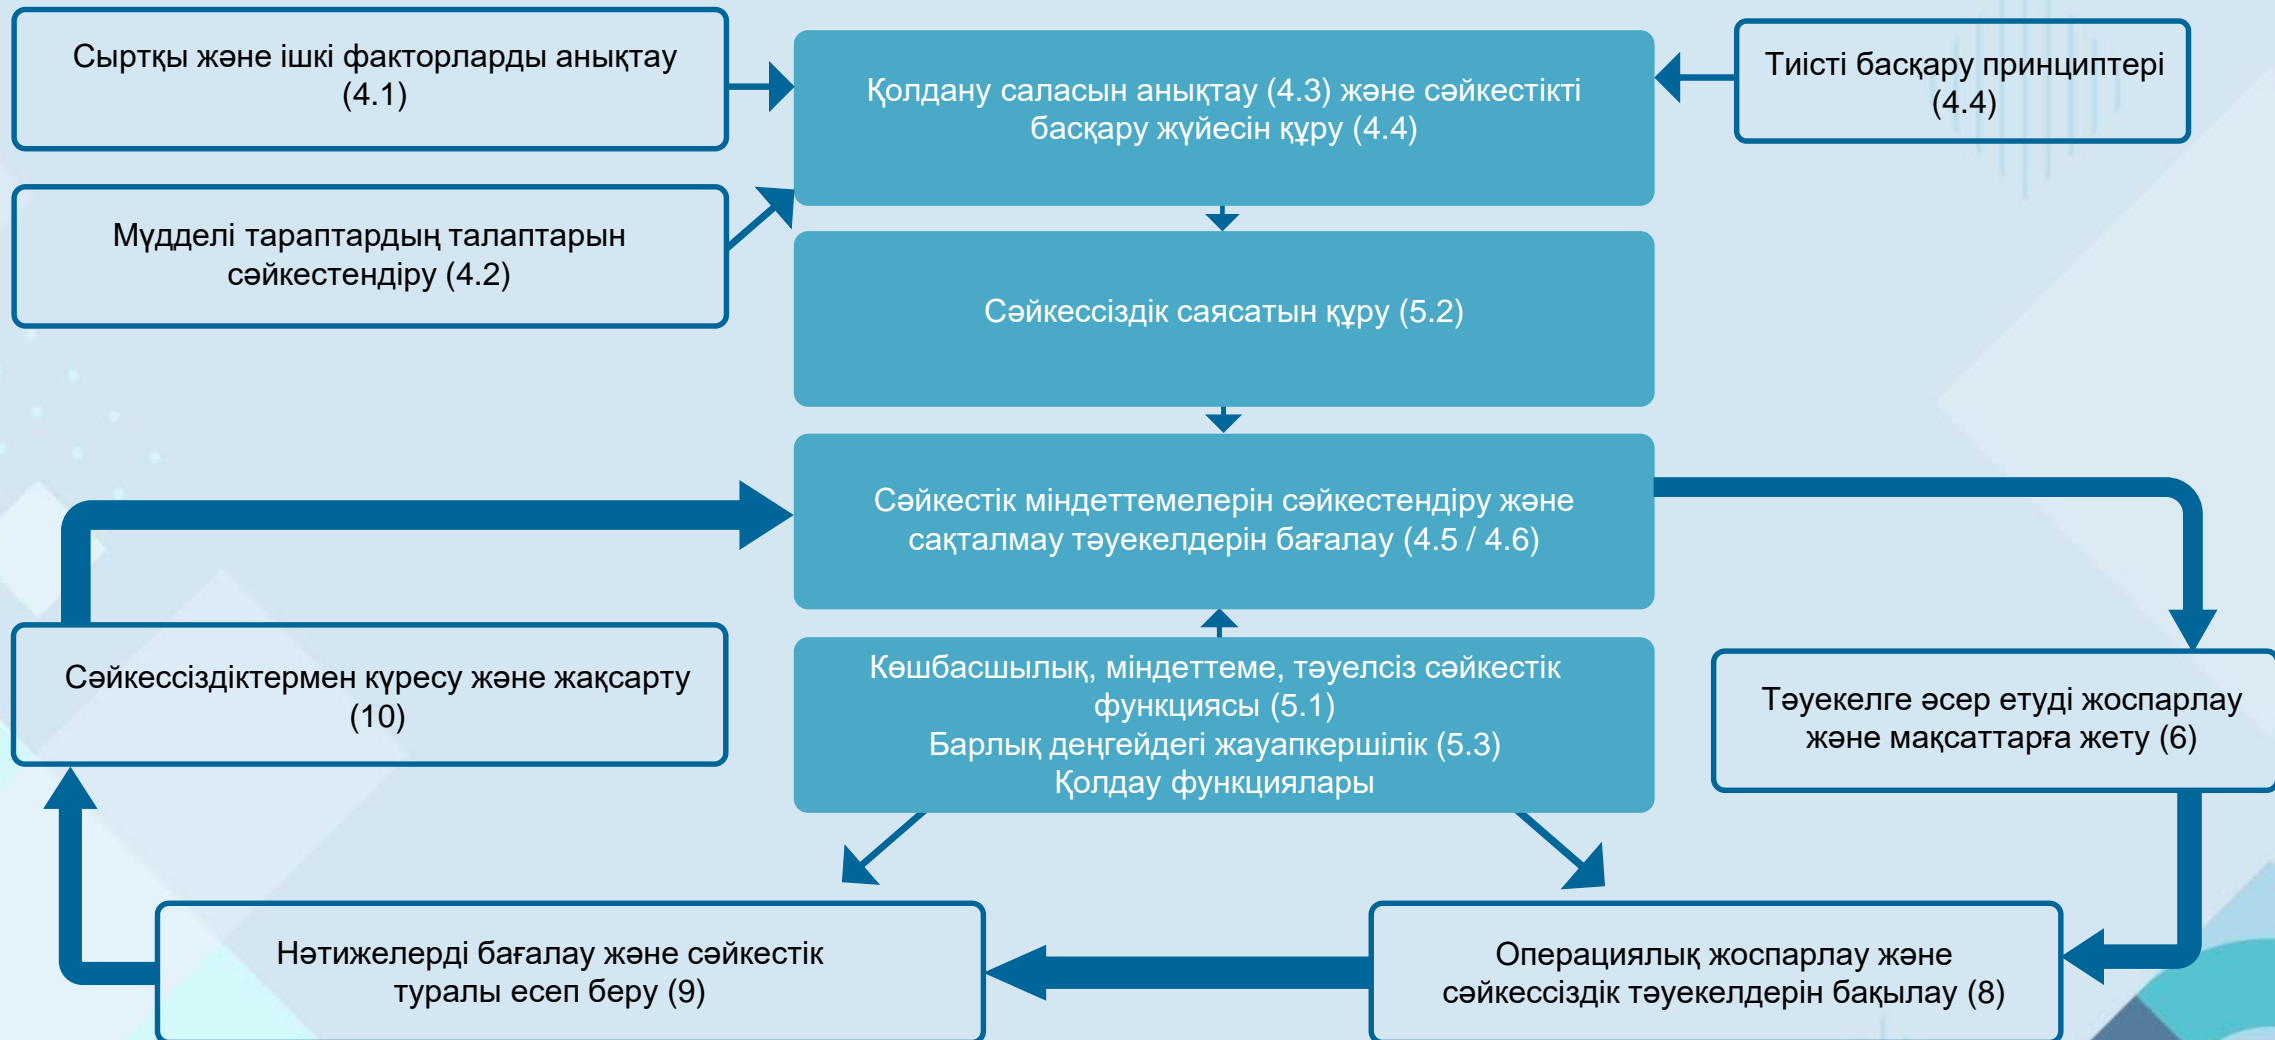 Сыртқы және ішкі факторларды анықтау
(4.1)
Қолдану саласын анықтау (4.3) және сәйкестікті
басқару жүйесін құру (4.4)
Тиісті басқару принциптері
(4.4)
Мүдделі тараптардың талаптарын
сәйкестендіру (4.2)
Сәйкессіздік саясатын құру (5.2)
Сәйкестік міндеттемелерін сәйкестендіру және
сақталмау тәуекелдерін бағалау (4.5 / 4.6)
Сәйкессіздіктермен күресу және жақсарту
(10)
Көшбасшылық, міндеттеме, тәуелсіз сәйкестік
функциясы (5.1)
Барлық деңгейдегі жауапкершілік (5.3)
Қолдау функциялары
Тәуекелге әсер етуді жоспарлау
және мақсаттарға жету (6)
Нәтижелерді бағалау және сәйкестік
туралы есеп беру (9)
Операциялық жоспарлау және
сәйкессіздік тәуекелдерін бақылау (8)